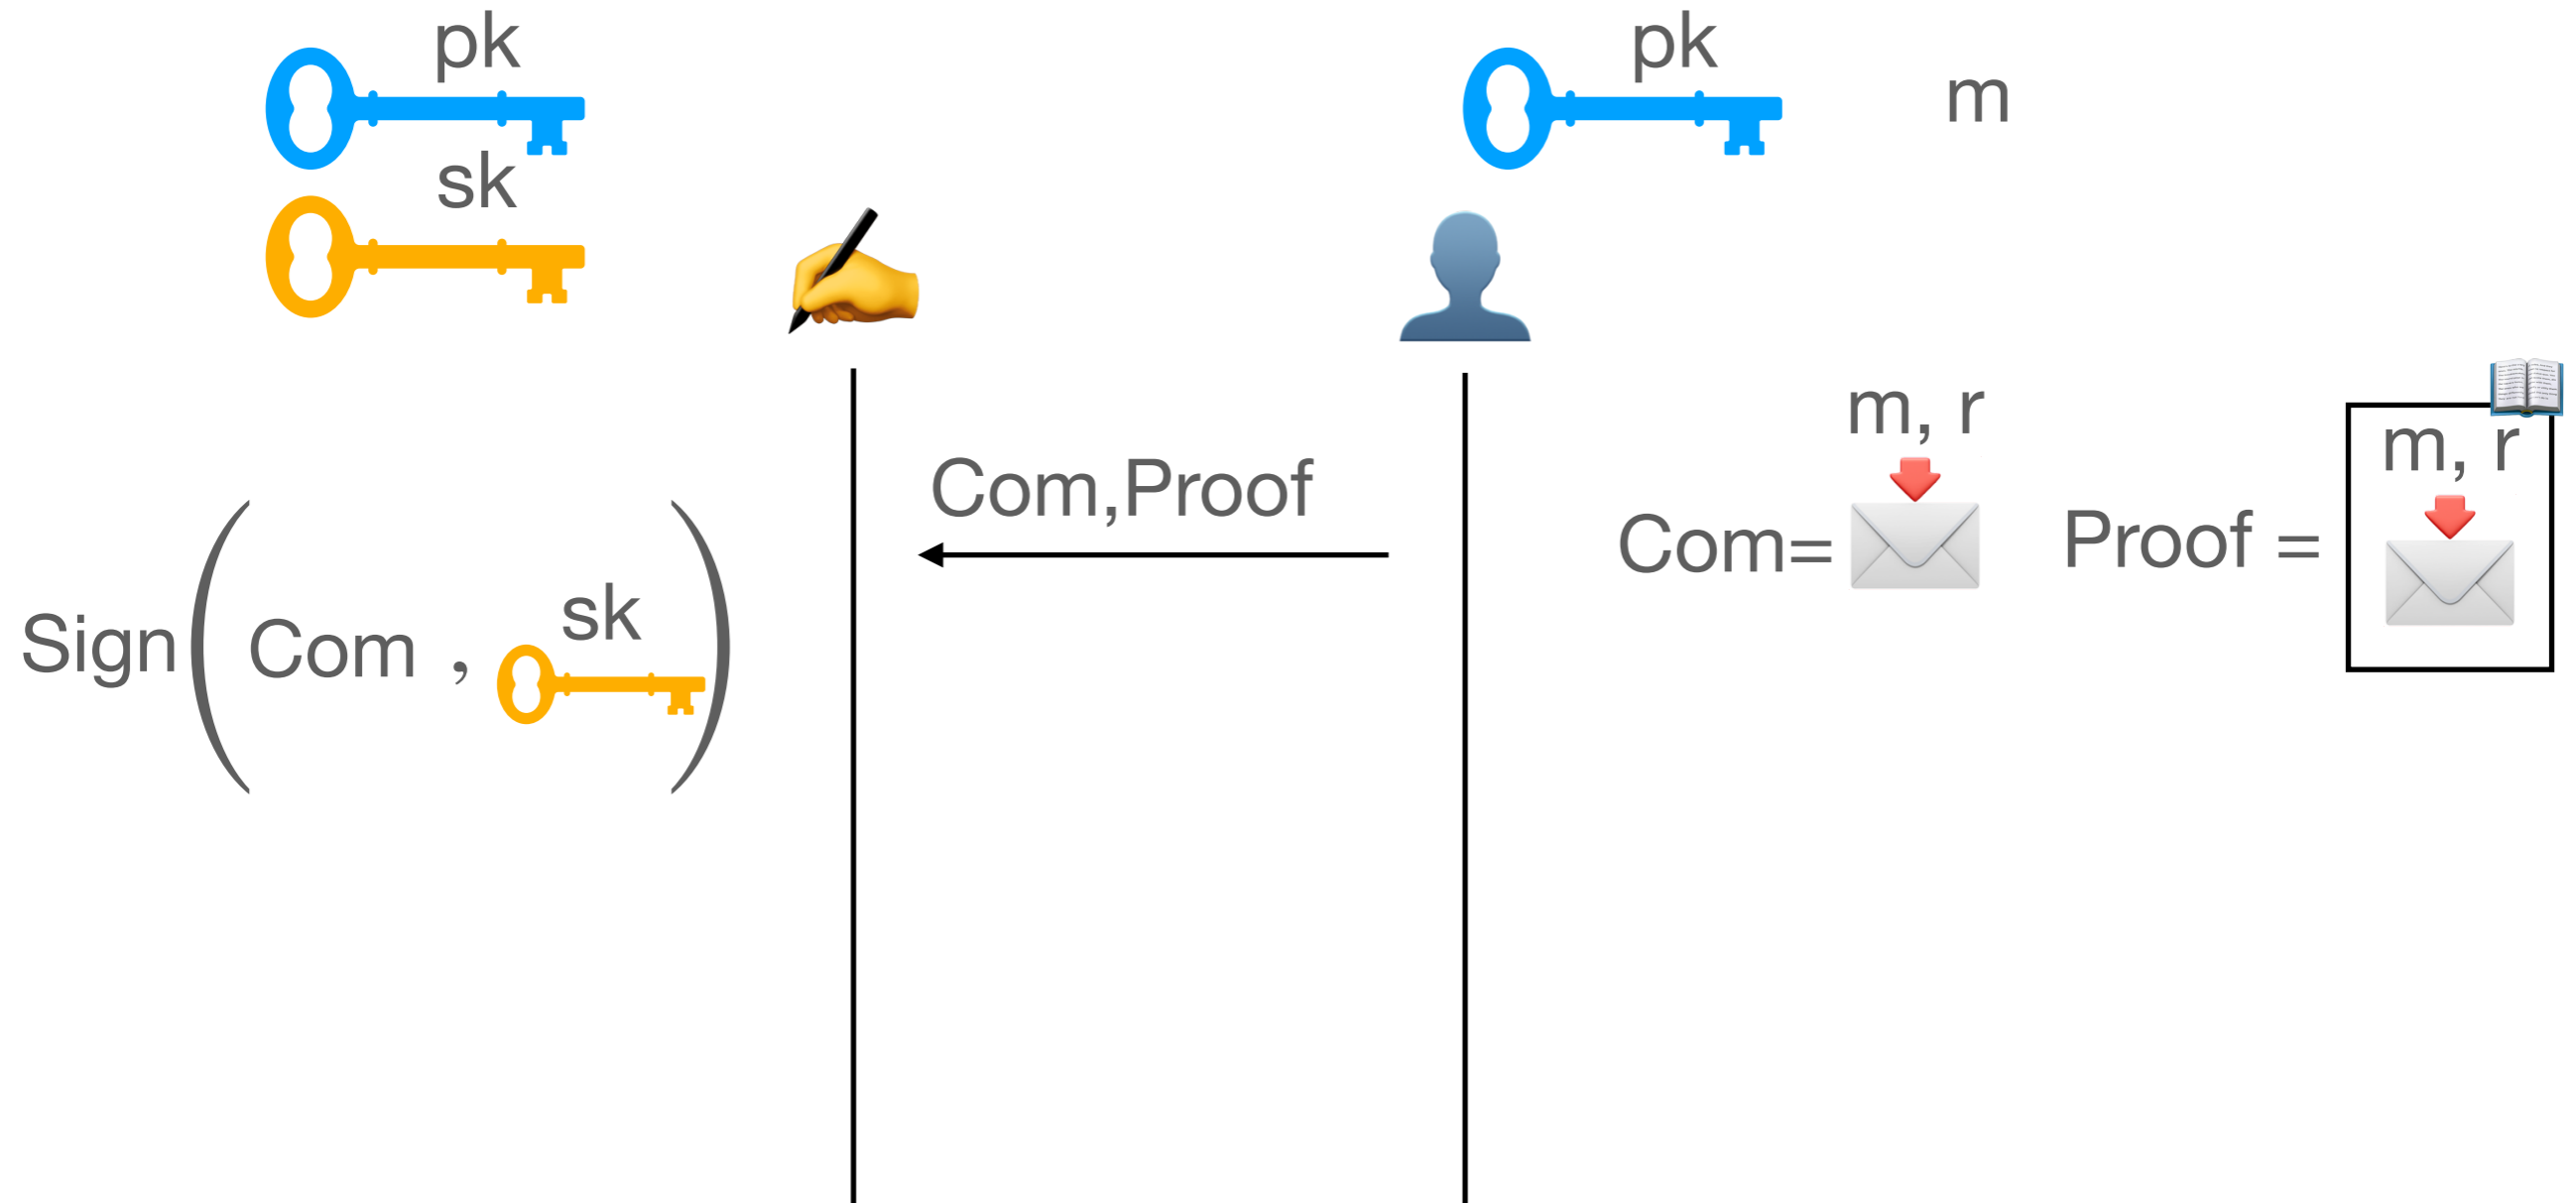 pk
sk
pk
m
Com,Proof
m, r
Com=
Proof =
m, r
Sign( Com , sk )